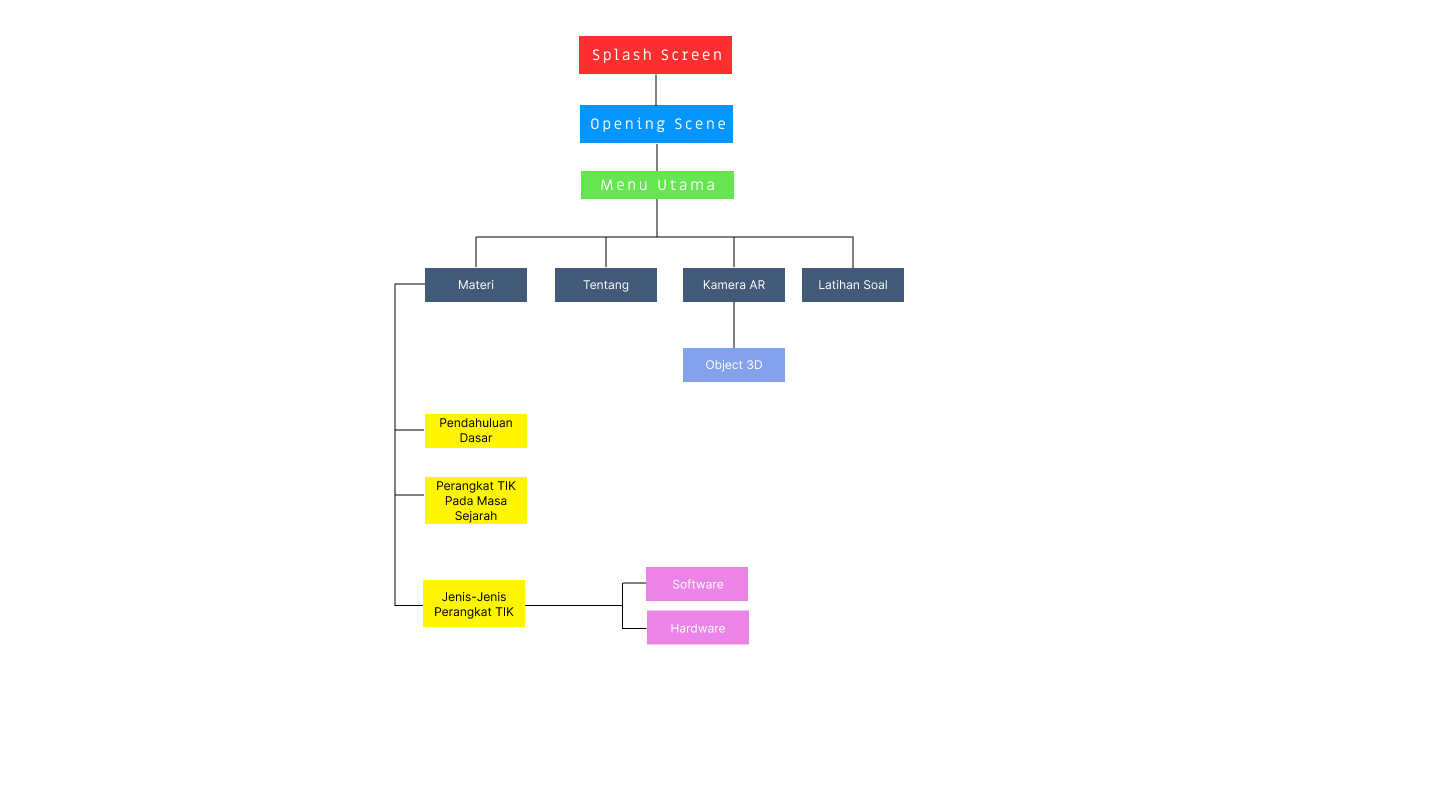 Splash Screen
Opening Scene
Menu Utama
Materi
Tentang
Kamera AR
Latihan Soal
Object 3D
Pendahuluan
Dasar
Perangkat TIK
Pada Masa
Sejarah
Jenis-Jenis
Perangkat TIK
Software
Hardware